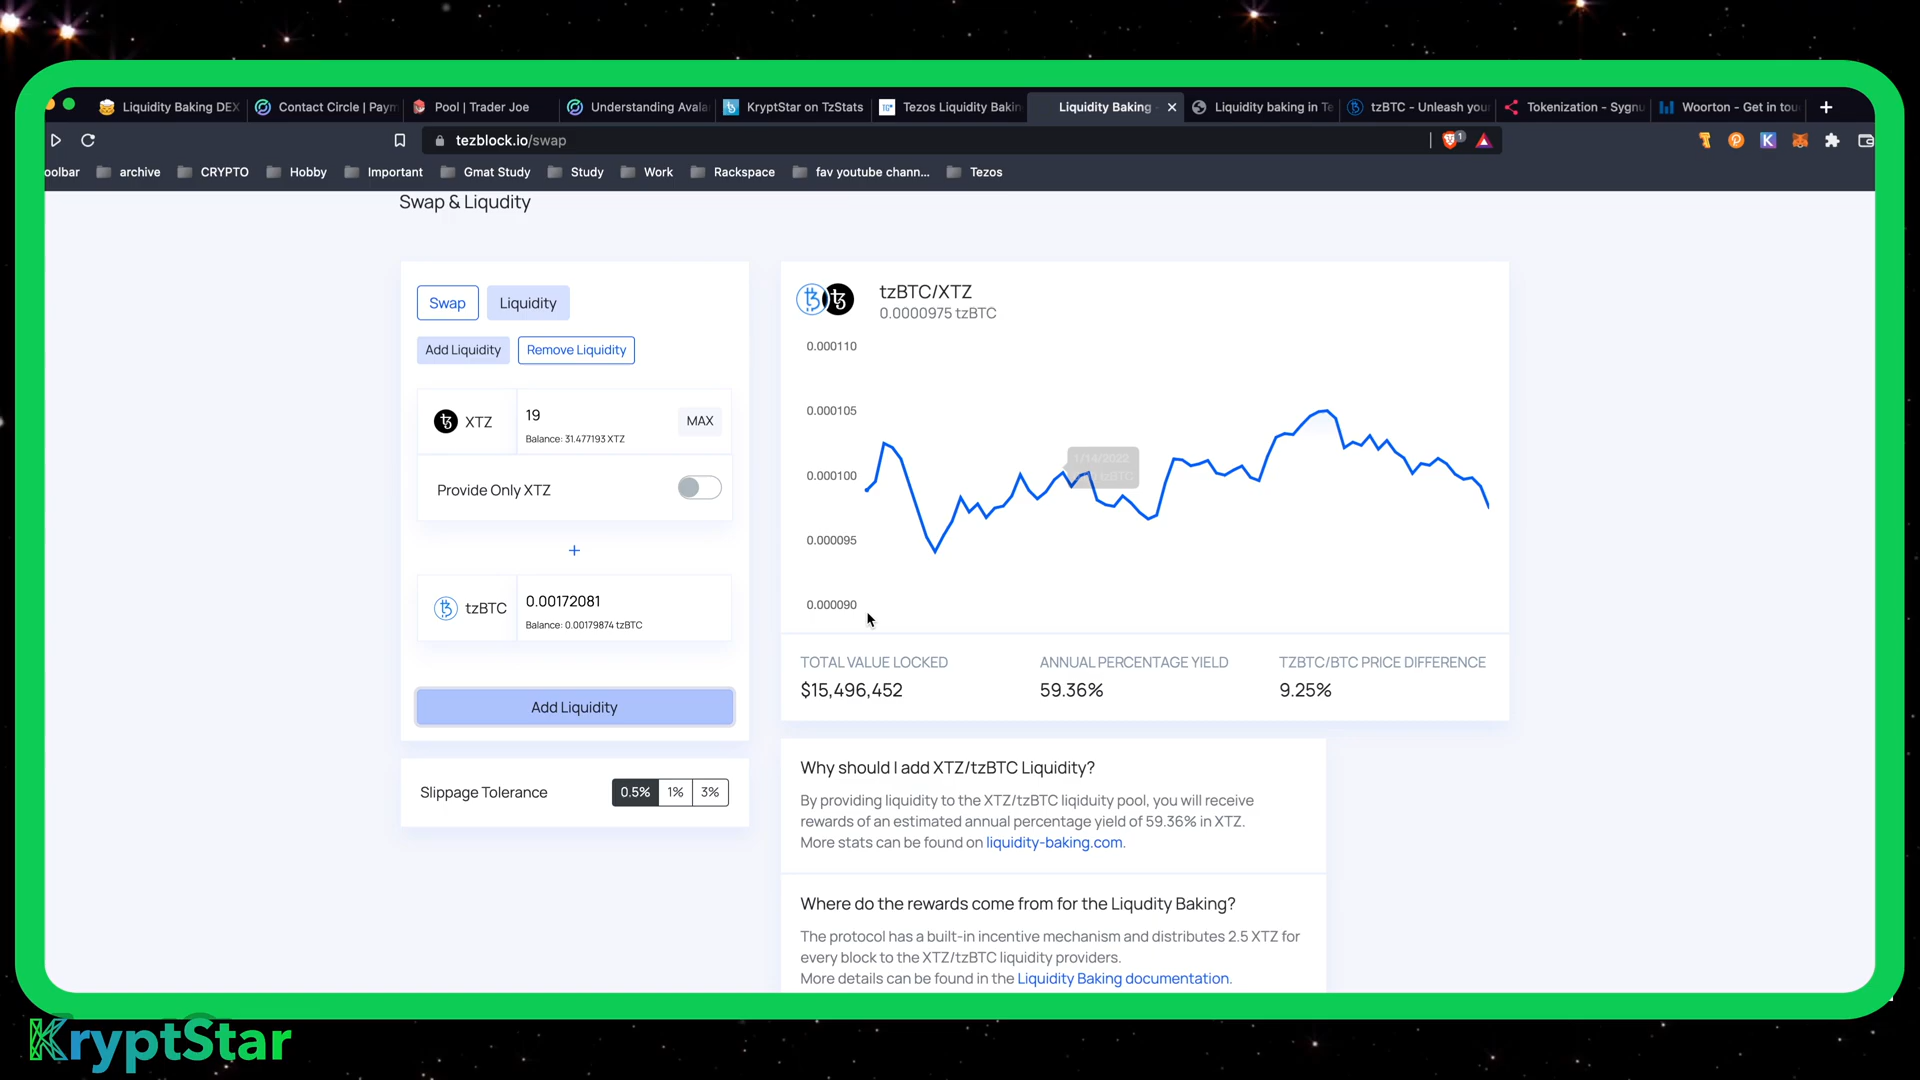 Liquidity Baking DEX
Contact Circle | Paym
Pool | Trader Joe
Understanding Avala
KryptStar on TzStats
Tezos Liquidity Bakin
Liquidity Baking
Liquidity baking in Te
tzBTC - Unleash your
Tokenization - Sygnu
Woorton - Get in tou
tezblock.io/swap
1
oolbar
archive
CRYPTO
Hobby
Important
Gmat Study
Study
Work
Rackspace
fav youtube chann...
Tezos
Swap & Liqudity
Swap
Liquidity
Add Liquidity
Remove Liquidity
XTZ
19
Balance: 31.477193 XTZ
MAX
Provide Only XTZ
+
tzBTC
0.00172081
Balance: 0.00179874 tzBTC
Add Liquidity
Slippage Tolerance
0.5%
1%
3%
tzBTC/XTZ
0.0000975 tzBTC
0.000110
0.000105
0.000100
0.000095
0.000090
1/14/2022
TOTAL VALUE LOCKED
$15,496,452
ANNUAL PERCENTAGE YIELD
59.36%
TZBTC/BTC PRICE DIFFERENCE
9.25%
Why should I add XTZ/tzBTC Liquidity?
By providing liquidity to the XTZ/tzBTC liqiduity pool, you will receive
rewards of an estimated annual percentage yield of 59.36% in XTZ.
More stats can be found on liquidity-baking.com.
Where do the rewards come from for the Liqudity Baking?
The protocol has a built-in incentive mechanism and distributes 2.5 XTZ for
every block to the XTZ/tzBTC liquidity providers.
More details can be found in the Liquidity Baking documentation.
KryptStar